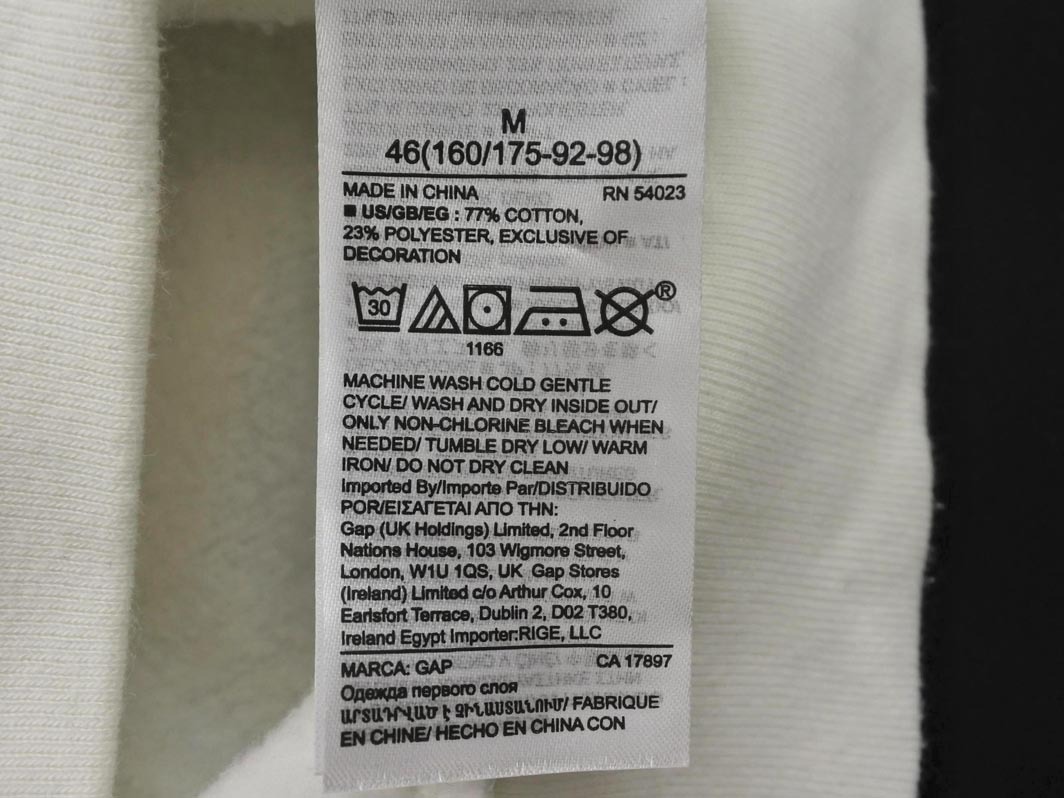 M
46(160/175-92-98)
MADE IN CHINA RN 54023
■ US/GB/EG : 77% COTTON,
23% POLYESTER, EXCLUSIVE OF
DECORATION
30 ®
1166
MACHINE WASH COLD GENTLE
CYCLE/ WASH AND DRY INSIDE OUT/
ONLY NON-CHLORINE BLEACH WHEN
NEEDED/ TUMBLE DRY LOW/ WARM
IRON/ DO NOT DRY CLEAN
Imported By/Importe Par/DISTRIBUIDO
POR/ΕΙΣΑΓΕΤΑΙ ΑΠΟ ΤΗΝ:
Gap (UK Holdings) Limited, 2nd Floor
Nations House, 103 Wigmore Street,
London, W1U 1QS, UK Gap Stores
(Ireland) Limited c/o Arthur Cox, 10
Earlsfort Terrace, Dublin 2, D02 T380,
Ireland Egypt Importer:RIGE, LLC
MARCA: GAP CA 17897
Одежда первого слоя
ԱՐՏԱԴՐՎԱԾ Է ՉԻՆԱՍՏԱՆՈՒՄ/ FABRIQUE
EN CHINE/ HECHO EN CHINA CON